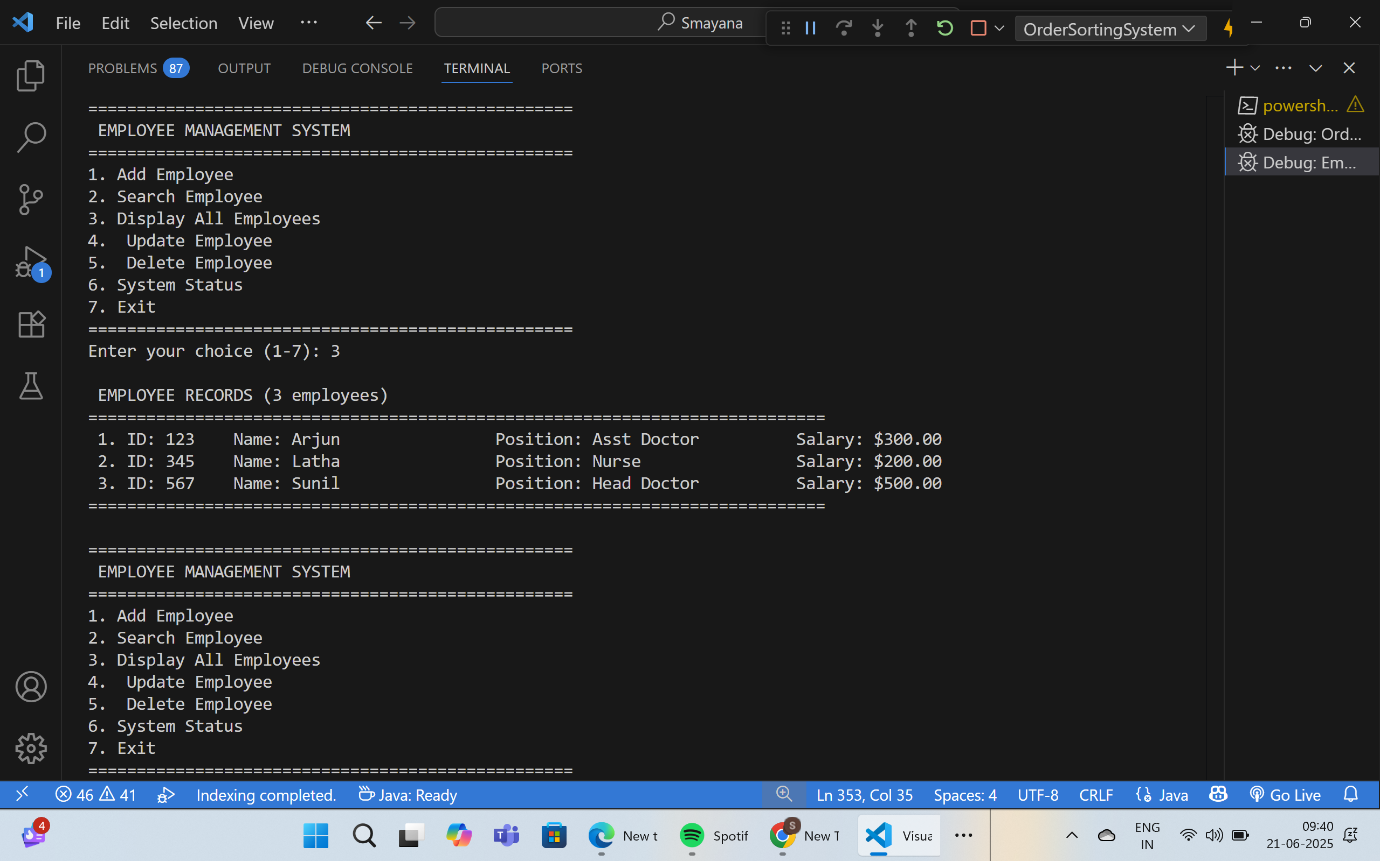 File Edit Selection View ··· Smayana OrderSortingSystem
PROBLEMS 87 OUTPUT DEBUG CONSOLE TERMINAL PORTS
==================================================
EMPLOYEE MANAGEMENT SYSTEM
==================================================
1. Add Employee
2. Search Employee
3. Display All Employees
4.  Update Employee
5.  Delete Employee
6. System Status
7. Exit
==================================================
Enter your choice (1-7): 3
EMPLOYEE RECORDS (3 employees)
============================================================================
1. ID: 123    Name: Arjun                Position: Asst Doctor          Salary: $300.00
2. ID: 345    Name: Latha                Position: Nurse                Salary: $200.00
3. ID: 567    Name: Sunil                Position: Head Doctor          Salary: $500.00
============================================================================
==================================================
EMPLOYEE MANAGEMENT SYSTEM
==================================================
1. Add Employee
2. Search Employee
3. Display All Employees
4.  Update Employee
5.  Delete Employee
6. System Status
7. Exit
==================================================
powersh...
Debug: Ord...
Debug: Em...
1
46 41 Indexing completed. Java: Ready Ln 353, Col 35 Spaces: 4 UTF-8 CRLF Java Go Live
4 New t Spotif S New T Visua ··· ENG IN 09:40 21-06-2025